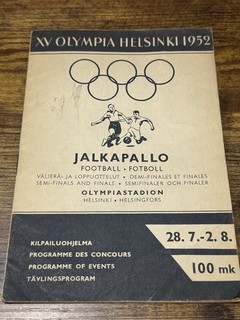 XV OLYMPIA HELSINKI 1952
JALKAPALLO
FOOTBALL • FOTBOLL
VÄLIERÄ- JA LOPPUOTTELUT • DEMI-FINALES ET FINALES
SEMI-FINALS AND FINALS • SEMIFINALER OCH FINALER
OLYMPIASTADION
HELSINKI • HELSINGFORS
KILPAILUOHJELMA
PROGRAMME DES CONCOURS
PROGRAMME OF EVENTS
TÄVLINGSPROGRAM
28. 7.-2. 8.
100 mk